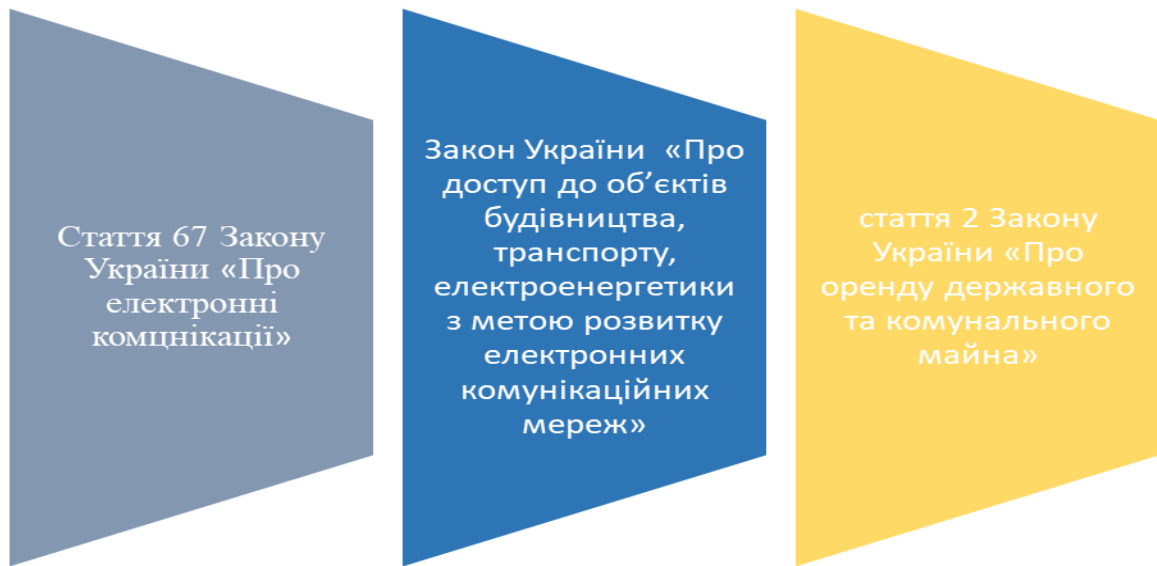 Стаття 67 Закону
України «Про
електронні
комцнікації»
Закон України «Про
доступ до об’єктів
будівництва,
транспорту,
електроенергетики
з метою розвитку
електронних
комунікаційних
мереж»
стаття 2 Закону
України «Про
оренду державного
та комунального
майна»